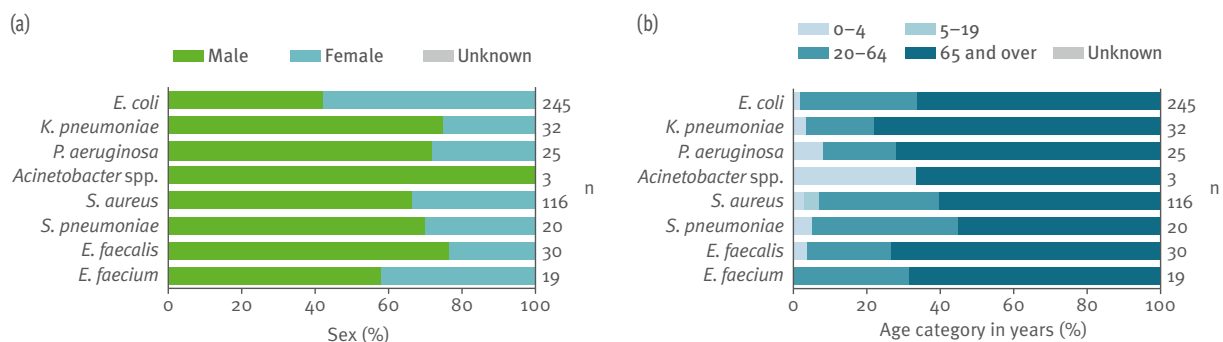 (a)
Male Female Unknown
E. coli 245
K. pneumoniae 32
P. aeruginosa 25
Acinetobacter spp. 3
n
S. aureus 116
S. pneumoniae 20
E. faecalis 30
E. faecium 19
0 20 40 60 80 100
Sex (%)
(b)
0–4 5–19
20–64 65 and over Unknown
E. coli 245
K. pneumoniae 32
P. aeruginosa 25
Acinetobacter spp. 3
n
S. aureus 116
S. pneumoniae 20
E. faecalis 30
E. faecium 19
0 20 40 60 80 100
Age category in years (%)